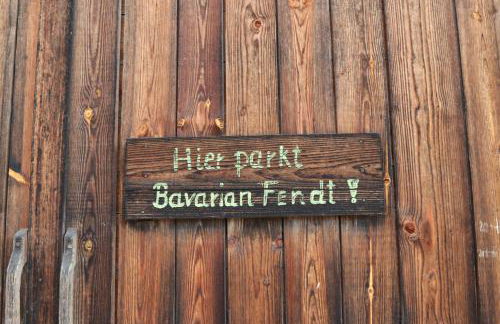 Hier parkt
Bavarian Fendt !